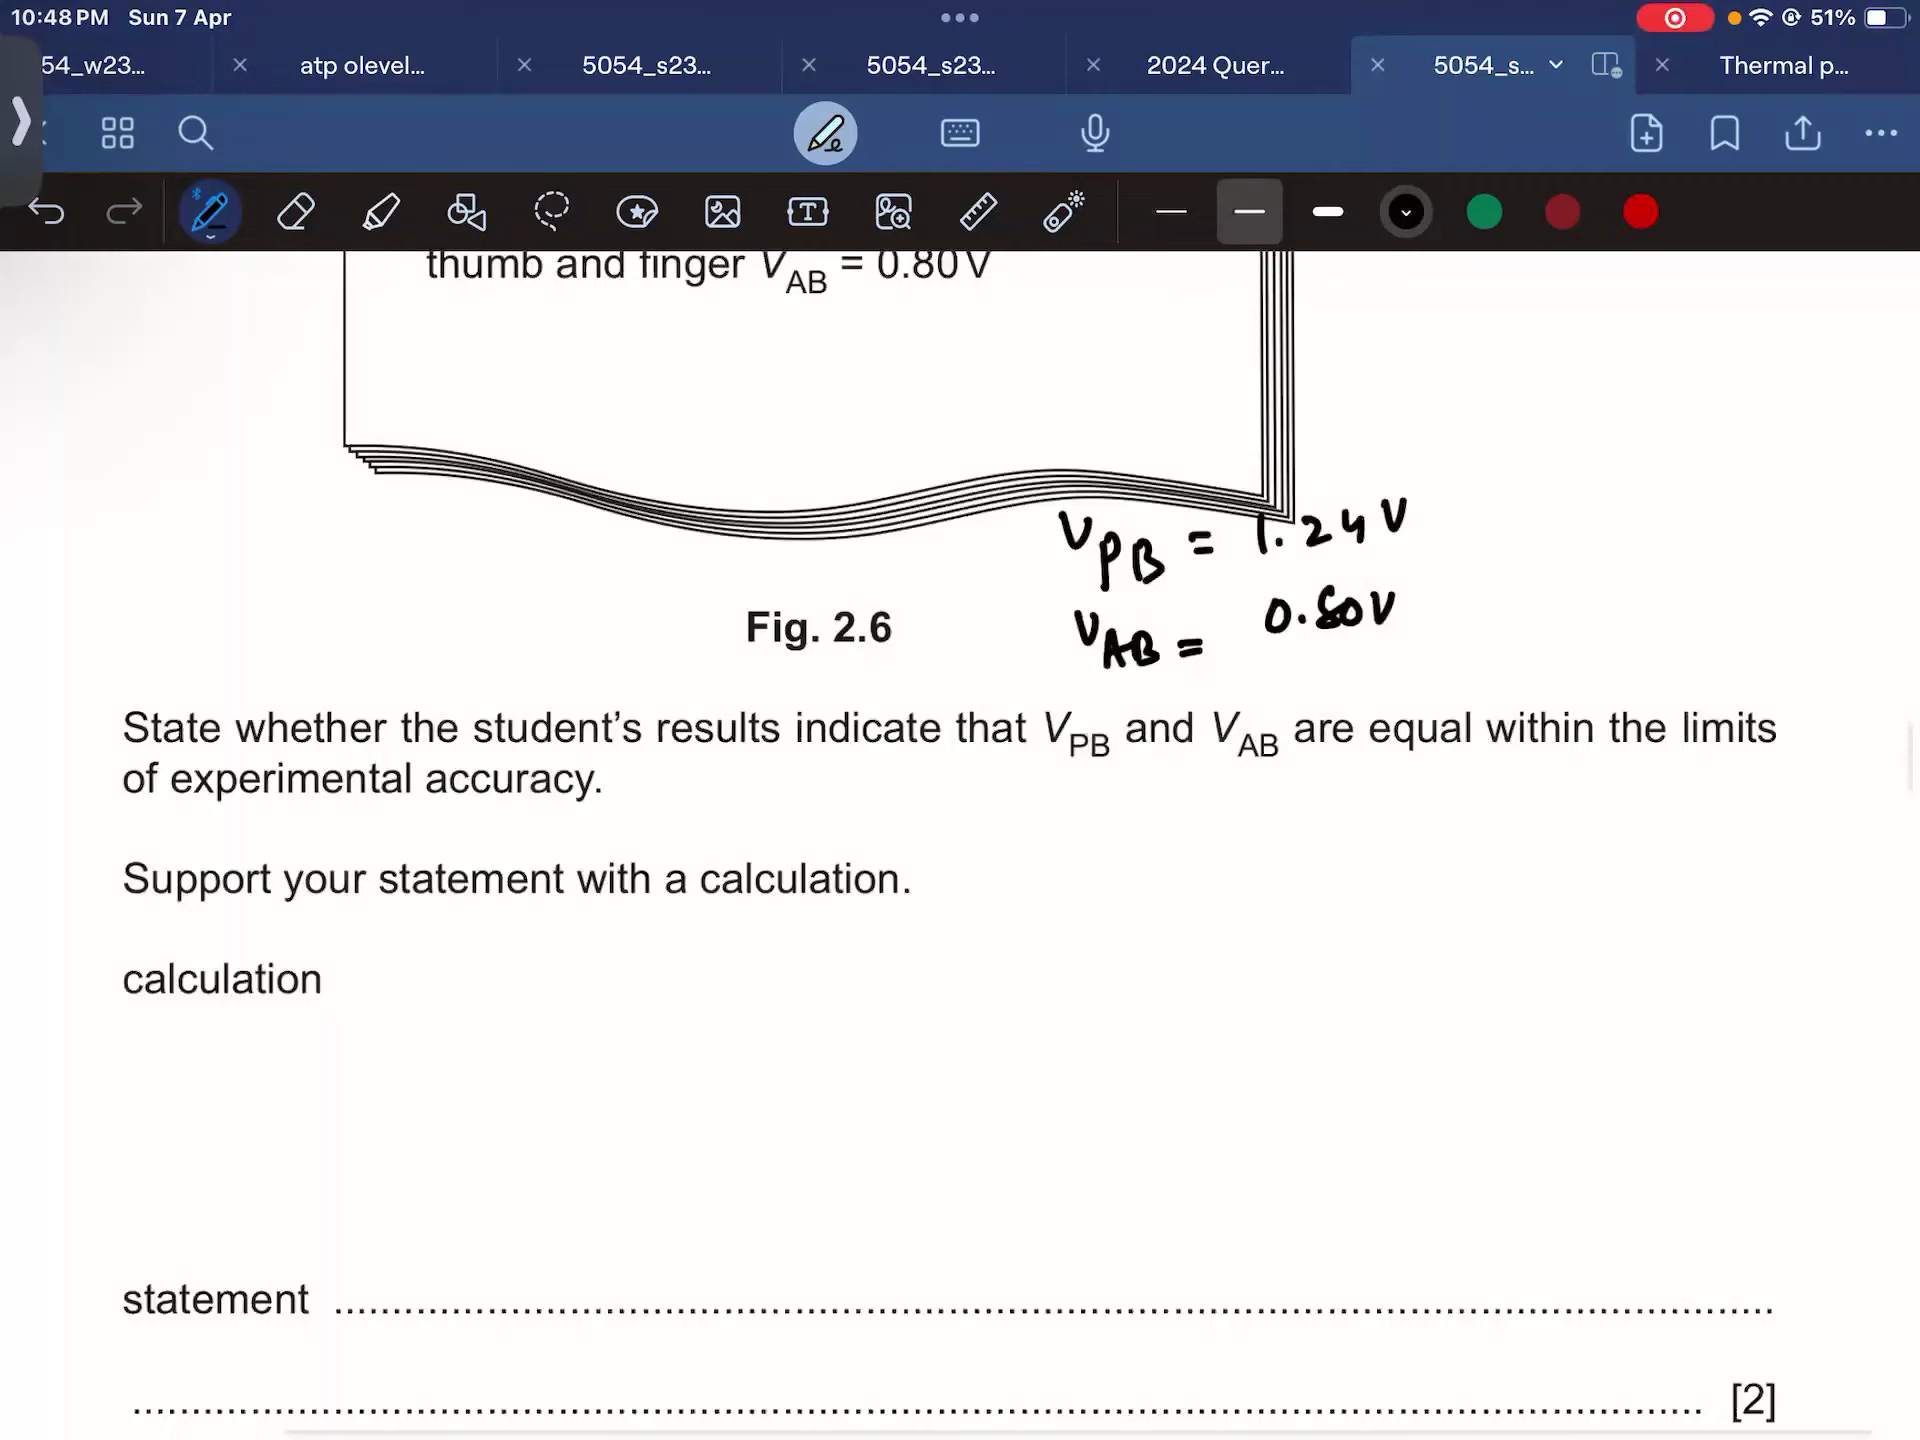 10:48 PM Sun 7 Apr
51%
54_w23...
atp olevel...
5054_s23...
5054_s23...
2024 Quer...
5054_s...
Thermal p...
thumb and finger VAB = 0.80 V
VPB = 1.24 V
VAB = 0.80V
Fig. 2.6
State whether the student's results indicate that VPB and VAB are equal within the limits
of experimental accuracy.
Support your statement with a calculation.
calculation
statement ..........................................................................................
.......................................................................................... [2]